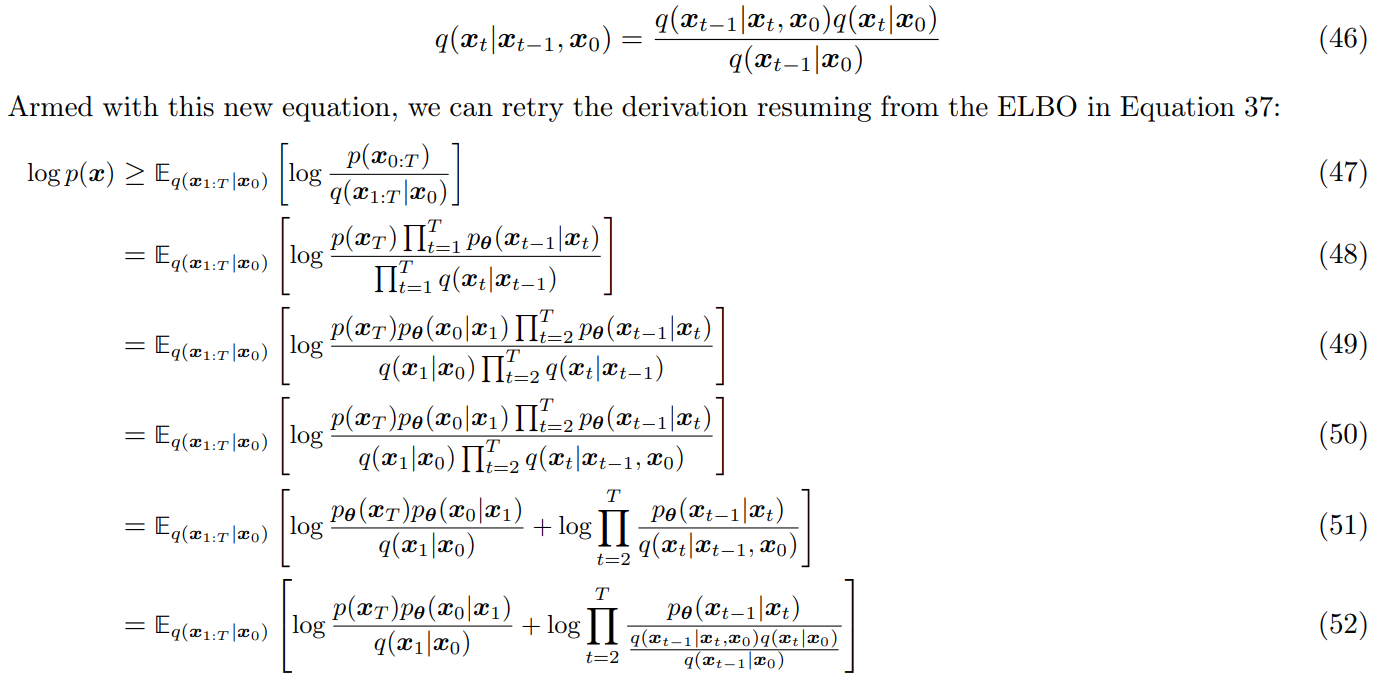 $$q(\boldsymbol{x}_t|\boldsymbol{x}_{t-1}, \boldsymbol{x}_0) = \frac{q(\boldsymbol{x}_{t-1}|\boldsymbol{x}_t, \boldsymbol{x}_0)q(\boldsymbol{x}_t|\boldsymbol{x}_0)}{q(\boldsymbol{x}_{t-1}|\boldsymbol{x}_0)} \quad (46)$$
Armed with this new equation, we can retry the derivation resuming from the ELBO in Equation 37:
$$\log p(\boldsymbol{x}) \geq \mathbb{E}_{q(\boldsymbol{x}_{1:T}|\boldsymbol{x}_0)} \left[ \log \frac{p(\boldsymbol{x}_{0:T})}{q(\boldsymbol{x}_{1:T}|\boldsymbol{x}_0)} \right] \quad (47)$$
$$= \mathbb{E}_{q(\boldsymbol{x}_{1:T}|\boldsymbol{x}_0)} \left[ \log \frac{p(\boldsymbol{x}_T) \prod_{t=1}^{T} p_{\boldsymbol{\theta}}(\boldsymbol{x}_{t-1}|\boldsymbol{x}_t)}{\prod_{t=1}^{T} q(\boldsymbol{x}_t|\boldsymbol{x}_{t-1})} \right] \quad (48)$$
$$= \mathbb{E}_{q(\boldsymbol{x}_{1:T}|\boldsymbol{x}_0)} \left[ \log \frac{p(\boldsymbol{x}_T) p_{\boldsymbol{\theta}}(\boldsymbol{x}_0|\boldsymbol{x}_1) \prod_{t=2}^{T} p_{\boldsymbol{\theta}}(\boldsymbol{x}_{t-1}|\boldsymbol{x}_t)}{q(\boldsymbol{x}_1|\boldsymbol{x}_0) \prod_{t=2}^{T} q(\boldsymbol{x}_t|\boldsymbol{x}_{t-1})} \right] \quad (49)$$
$$= \mathbb{E}_{q(\boldsymbol{x}_{1:T}|\boldsymbol{x}_0)} \left[ \log \frac{p(\boldsymbol{x}_T) p_{\boldsymbol{\theta}}(\boldsymbol{x}_0|\boldsymbol{x}_1) \prod_{t=2}^{T} p_{\boldsymbol{\theta}}(\boldsymbol{x}_{t-1}|\boldsymbol{x}_t)}{q(\boldsymbol{x}_1|\boldsymbol{x}_0) \prod_{t=2}^{T} q(\boldsymbol{x}_t|\boldsymbol{x}_{t-1}, \boldsymbol{x}_0)} \right] \quad (50)$$
$$= \mathbb{E}_{q(\boldsymbol{x}_{1:T}|\boldsymbol{x}_0)} \left[ \log \frac{p_{\boldsymbol{\theta}}(\boldsymbol{x}_T) p_{\boldsymbol{\theta}}(\boldsymbol{x}_0|\boldsymbol{x}_1)}{q(\boldsymbol{x}_1|\boldsymbol{x}_0)} + \log \prod_{t=2}^{T} \frac{p_{\boldsymbol{\theta}}(\boldsymbol{x}_{t-1}|\boldsymbol{x}_t)}{q(\boldsymbol{x}_t|\boldsymbol{x}_{t-1}, \boldsymbol{x}_0)} \right] \quad (51)$$
$$= \mathbb{E}_{q(\boldsymbol{x}_{1:T}|\boldsymbol{x}_0)} \left[ \log \frac{p(\boldsymbol{x}_T) p_{\boldsymbol{\theta}}(\boldsymbol{x}_0|\boldsymbol{x}_1)}{q(\boldsymbol{x}_1|\boldsymbol{x}_0)} + \log \prod_{t=2}^{T} \frac{p_{\boldsymbol{\theta}}(\boldsymbol{x}_{t-1}|\boldsymbol{x}_t)}{\frac{q(\boldsymbol{x}_{t-1}|\boldsymbol{x}_t, \boldsymbol{x}_0)q(\boldsymbol{x}_t|\boldsymbol{x}_0)}{q(\boldsymbol{x}_{t-1}|\boldsymbol{x}_0)}} \right] \quad (52)$$